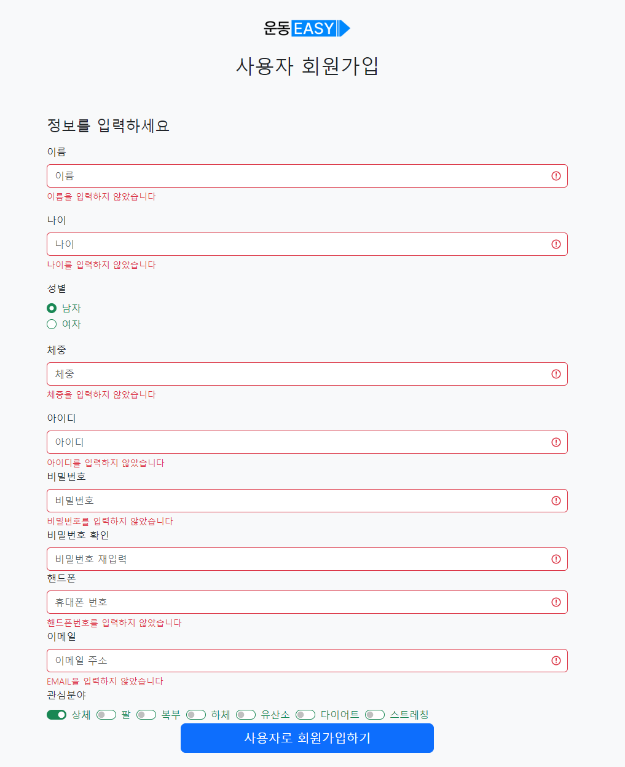 운동EASY
사용자 회원가입
정보를 입력하세요
이름
이름
이름을 입력하지 않았습니다
나이
나이
나이를 입력하지 않았습니다
성별
남자
여자
체중
체중
체중을 입력하지 않았습니다
아이디
아이디
아이디를 입력하지 않았습니다
비밀번호
비밀번호
비밀번호를 입력하지 않았습니다
비밀번호 확인
비밀번호 재입력
핸드폰
휴대폰 번호
핸드폰번호를 입력하지 않았습니다
이메일
이메일 주소
EMAIL을 입력하지 않았습니다
관심분야
상체 팔 복부 하체 유산소 다이어트 스트레칭
사용자로 회원가입하기